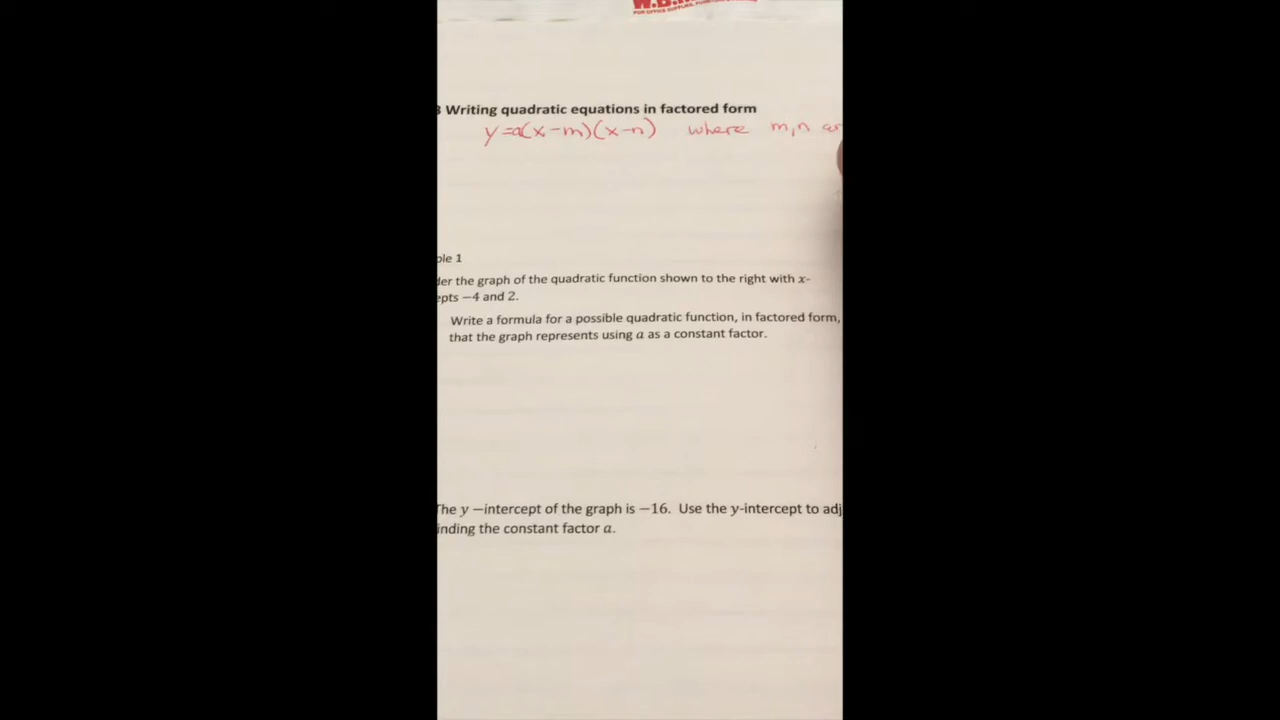 Writing quadratic equations in factored form
y=a(x-m)(x-n) where m,n
ple 1
der the graph of the quadratic function shown to the right with x-
epts −4 and 2.
Write a formula for a possible quadratic function, in factored form,
that the graph represents using a as a constant factor.
The y −intercept of the graph is −16. Use the y-intercept to adj
inding the constant factor a.